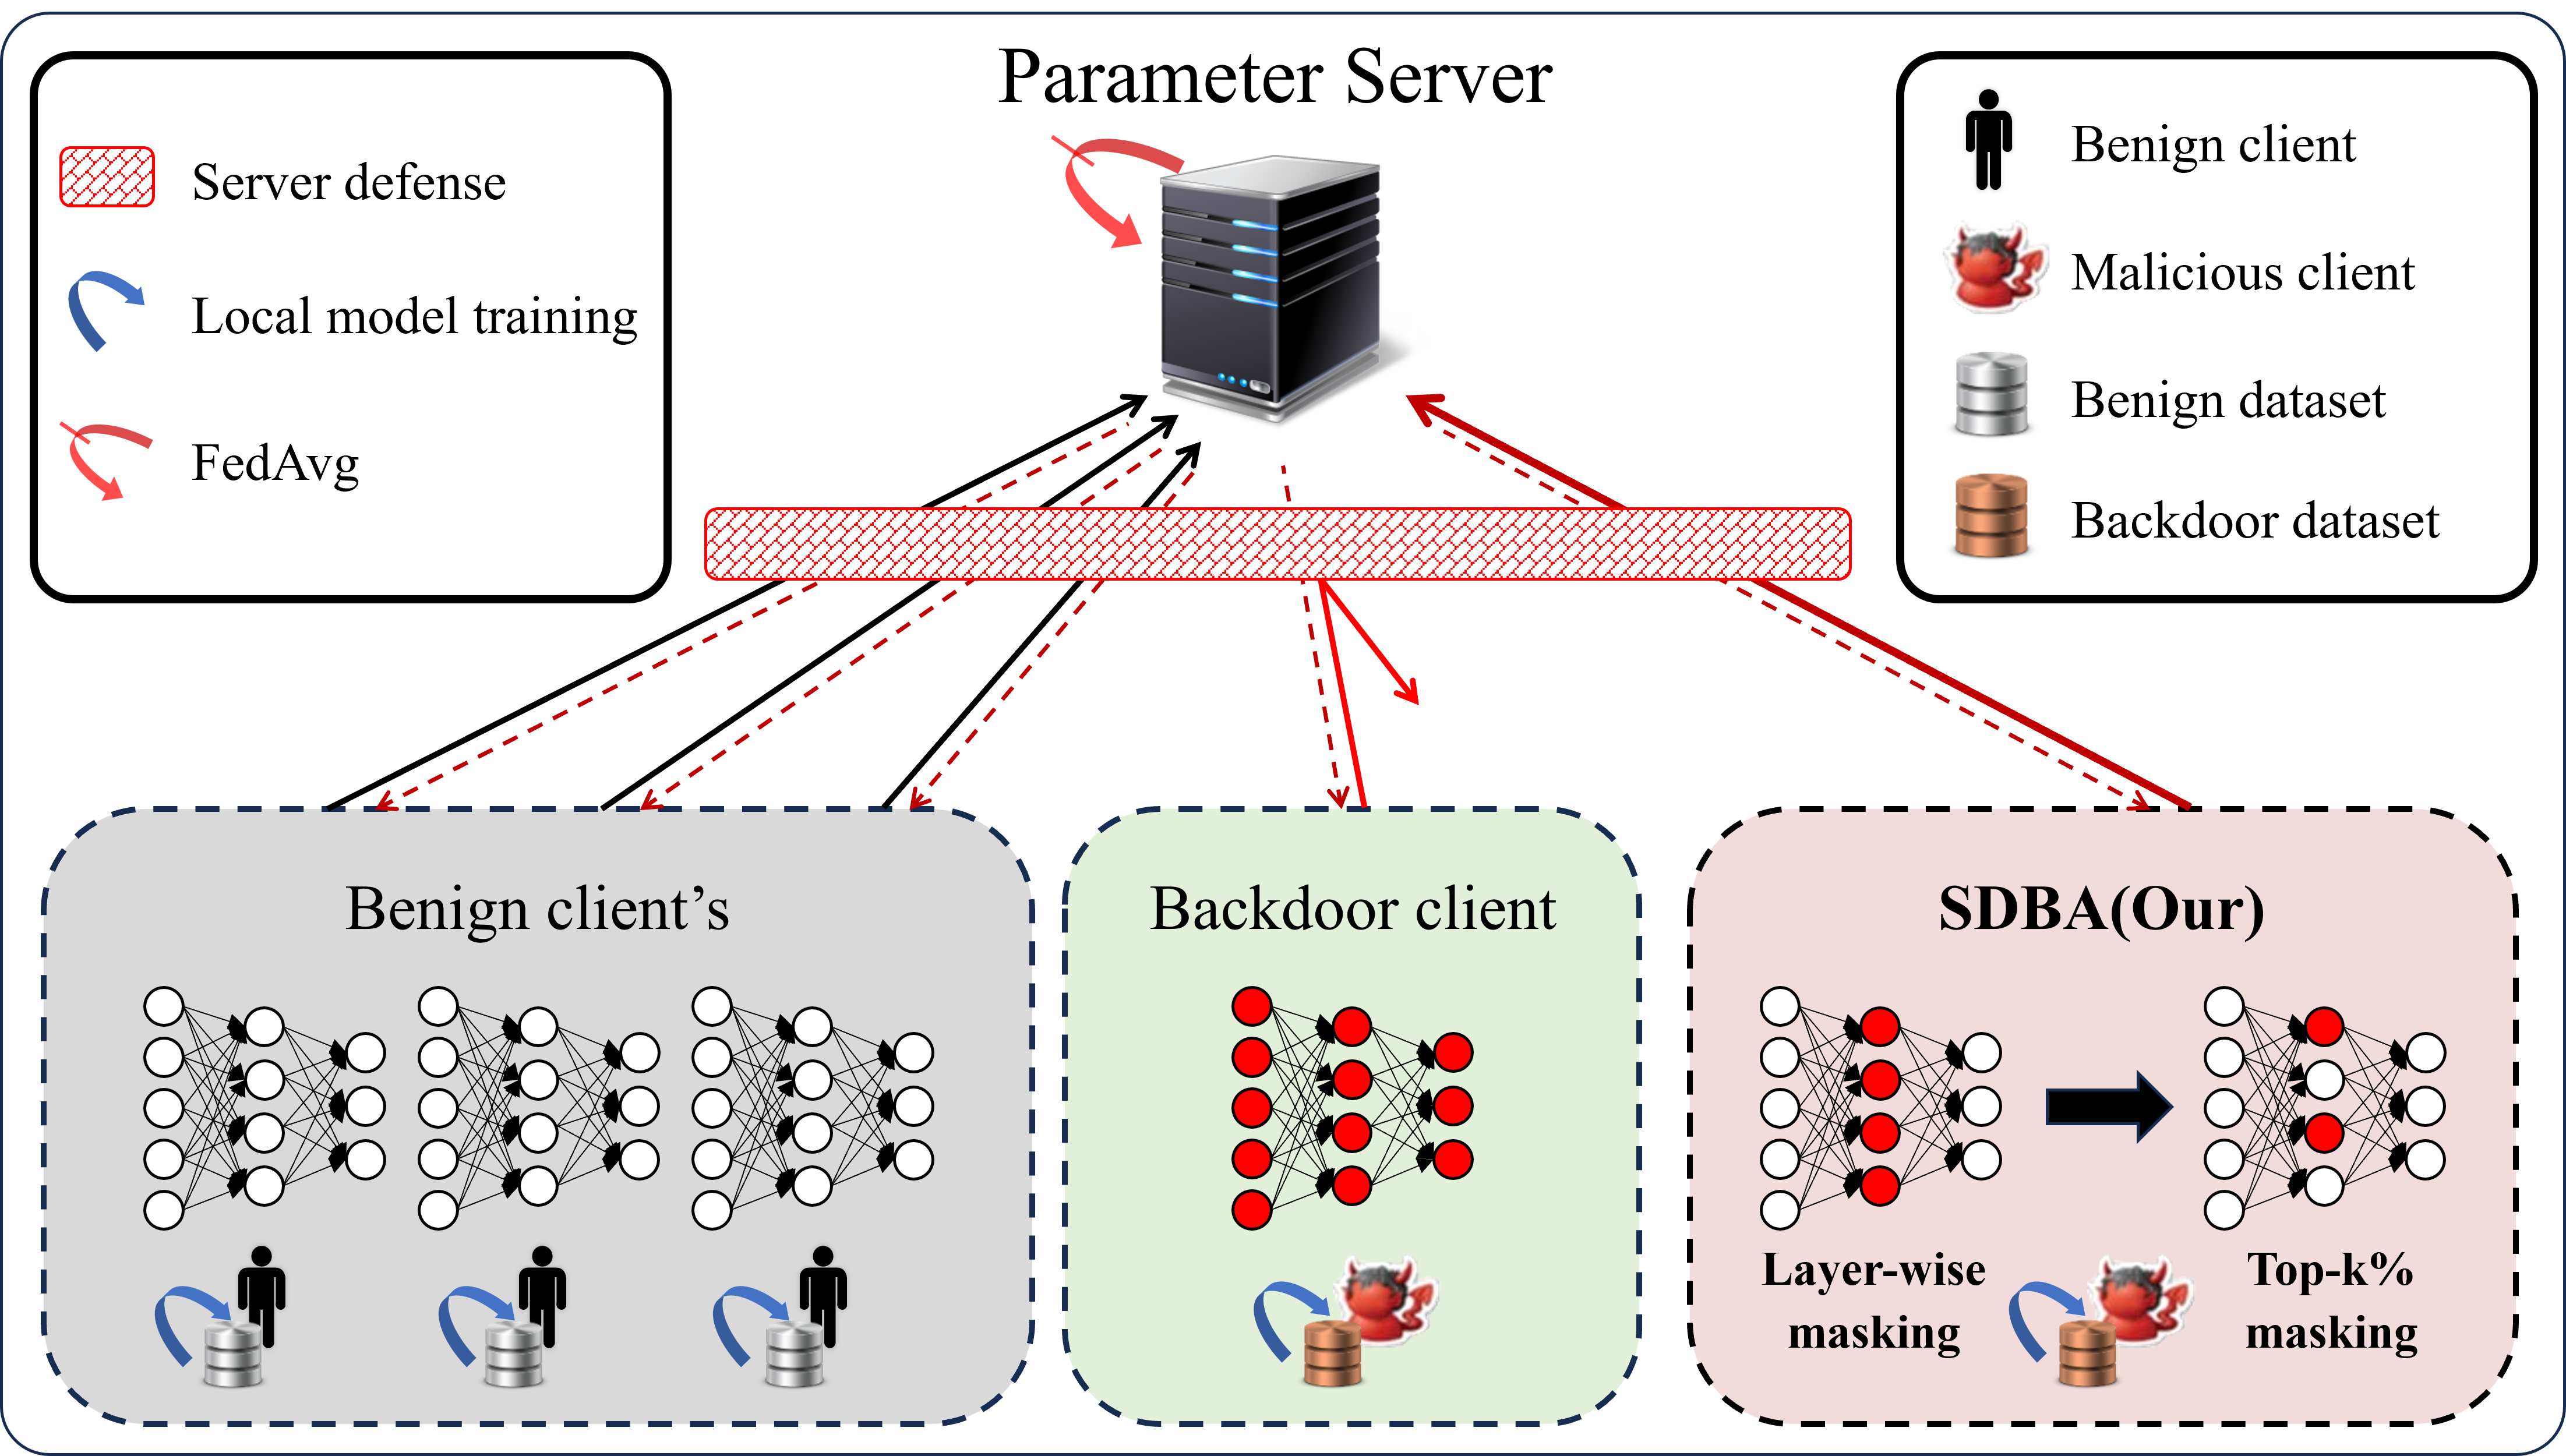 Parameter Server
Server defense
Local model training
FedAvg
Benign client
Malicious client
Benign dataset
Backdoor dataset
Benign client’s
Backdoor client
SDBA(Our)
Layer-wise
masking
Top-k%
masking